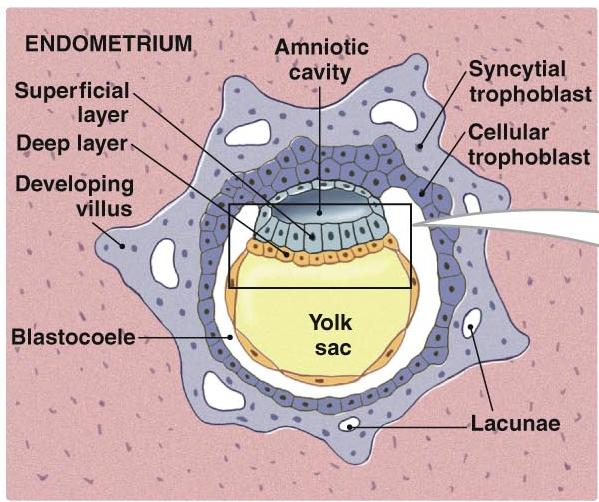 ENDOMETRIUM
Amniotic
cavity
Syncytial
trophoblast
Superficial
layer
Deep layer
Cellular
trophoblast
Developing
villus
Blastocoele
Yolk
sac
Lacunae